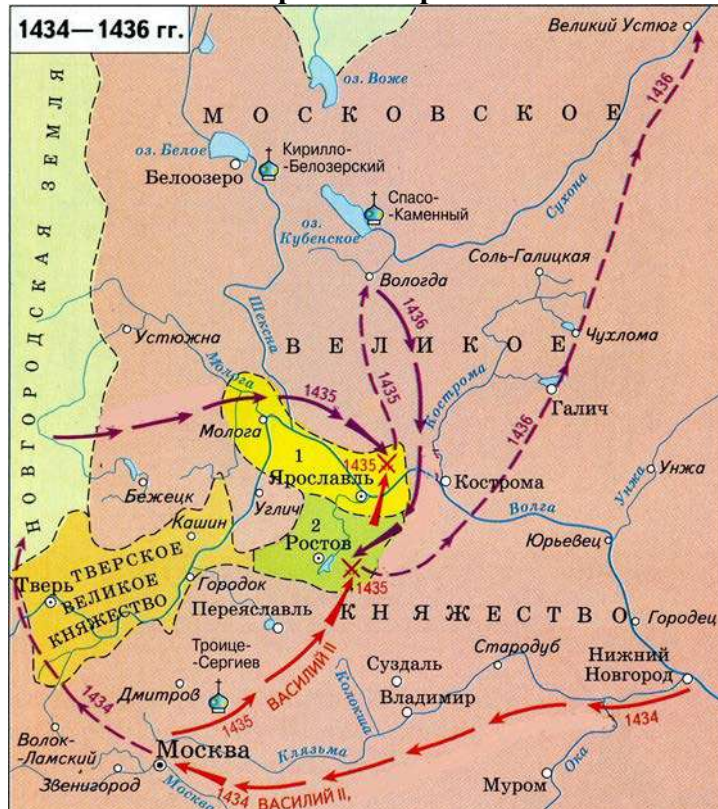 1434—1436 гг.
Великий Устюг
оз. Воже
1436
МОСКОВСКОЕ
оз. Белое
Кирилло-
-Белозерский
Белоозеро
Спасо-
-Каменный
оз.
Кубенское
Сухона
Соль-Галицкая
Вологда
НОВГОРОДСКАЯ ЗЕМЛЯ
Шексна
1436
Устюжна
ВЕЛИКОЕ
Чухлома
Молога
1435
1435
Кострома
Галич
Молога
1
1435
1436
Ярославль
Кострома
Унжа
Унжа
Бежецк
Углич
Волга
Кашин
2
Ростов
Юрьевец
Тверь
ТВЕРСКОЕ
ВЕЛИКОЕ
КНЯЖЕСТВО
Городок
1435
Переяславль
КНЯЖЕСТВО
Городец
Троице-
-Сергиев
Стародуб
Нижний
Новгород
Суздаль
1434
Дмитров
1435
ВАСИЛИЙ II
Колокша
Владимир
1434
Волок-
-Ламский
Москва
Клязьма
Звенигород
Москва
1434
ВАСИЛИЙ II,
Муром
Ока